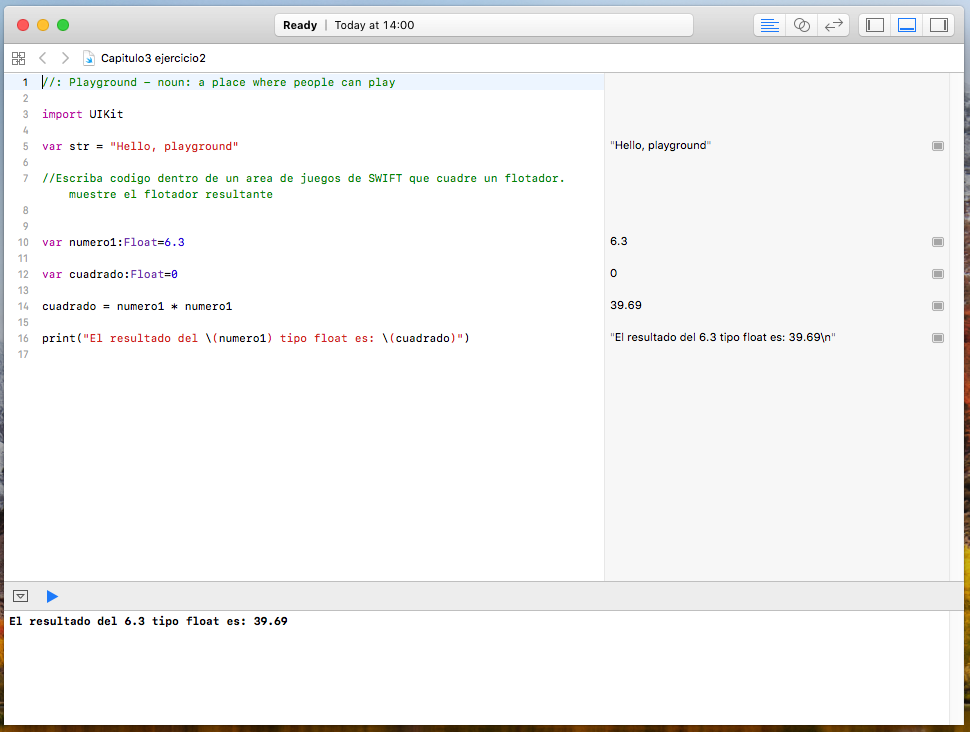 Ready | Today at 14:00
Capitulo3 ejercicio2
1 //: Playground - noun: a place where people can play
2
3 import UIKit
4
5 var str = "Hello, playground"
"Hello, playground"
6
7 //Escriba codigo dentro de un area de juegos de SWIFT que cuadre un flotador.
muestre el flotador resultante
8
9
10 var numero1:Float=6.3
6.3
11
12 var cuadrado:Float=0
0
13
14 cuadrado = numero1 * numero1
39.69
15
16 print("El resultado del \(numero1) tipo float es: \(cuadrado)")
"El resultado del 6.3 tipo float es: 39.69\n"
17
El resultado del 6.3 tipo float es: 39.69